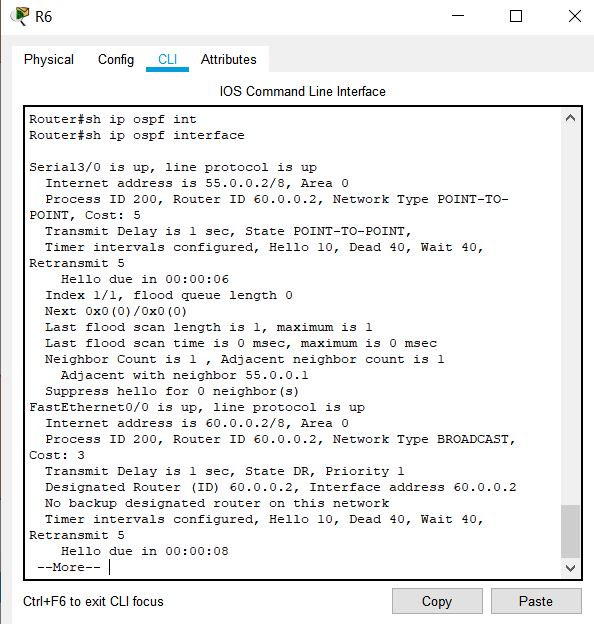 R6
Physical Config CLI Attributes
IOS Command Line Interface
Router#sh ip ospf int
Router#sh ip ospf interface
Serial3/0 is up, line protocol is up
Internet address is 55.0.0.2/8, Area 0
Process ID 200, Router ID 60.0.0.2, Network Type POINT-TO-
POINT, Cost: 5
Transmit Delay is 1 sec, State POINT-TO-POINT,
Timer intervals configured, Hello 10, Dead 40, Wait 40,
Retransmit 5
Hello due in 00:00:06
Index 1/1, flood queue length 0
Next 0x0(0)/0x0(0)
Last flood scan length is 1, maximum is 1
Last flood scan time is 0 msec, maximum is 0 msec
Neighbor Count is 1 , Adjacent neighbor count is 1
Adjacent with neighbor 55.0.0.1
Suppress hello for 0 neighbor(s)
FastEthernet0/0 is up, line protocol is up
Internet address is 60.0.0.2/8, Area 0
Process ID 200, Router ID 60.0.0.2, Network Type BROADCAST,
Cost: 3
Transmit Delay is 1 sec, State DR, Priority 1
Designated Router (ID) 60.0.0.2, Interface address 60.0.0.2
No backup designated router on this network
Timer intervals configured, Hello 10, Dead 40, Wait 40,
Retransmit 5
Hello due in 00:00:08
--More--
Ctrl+F6 to exit CLI focus Copy Paste